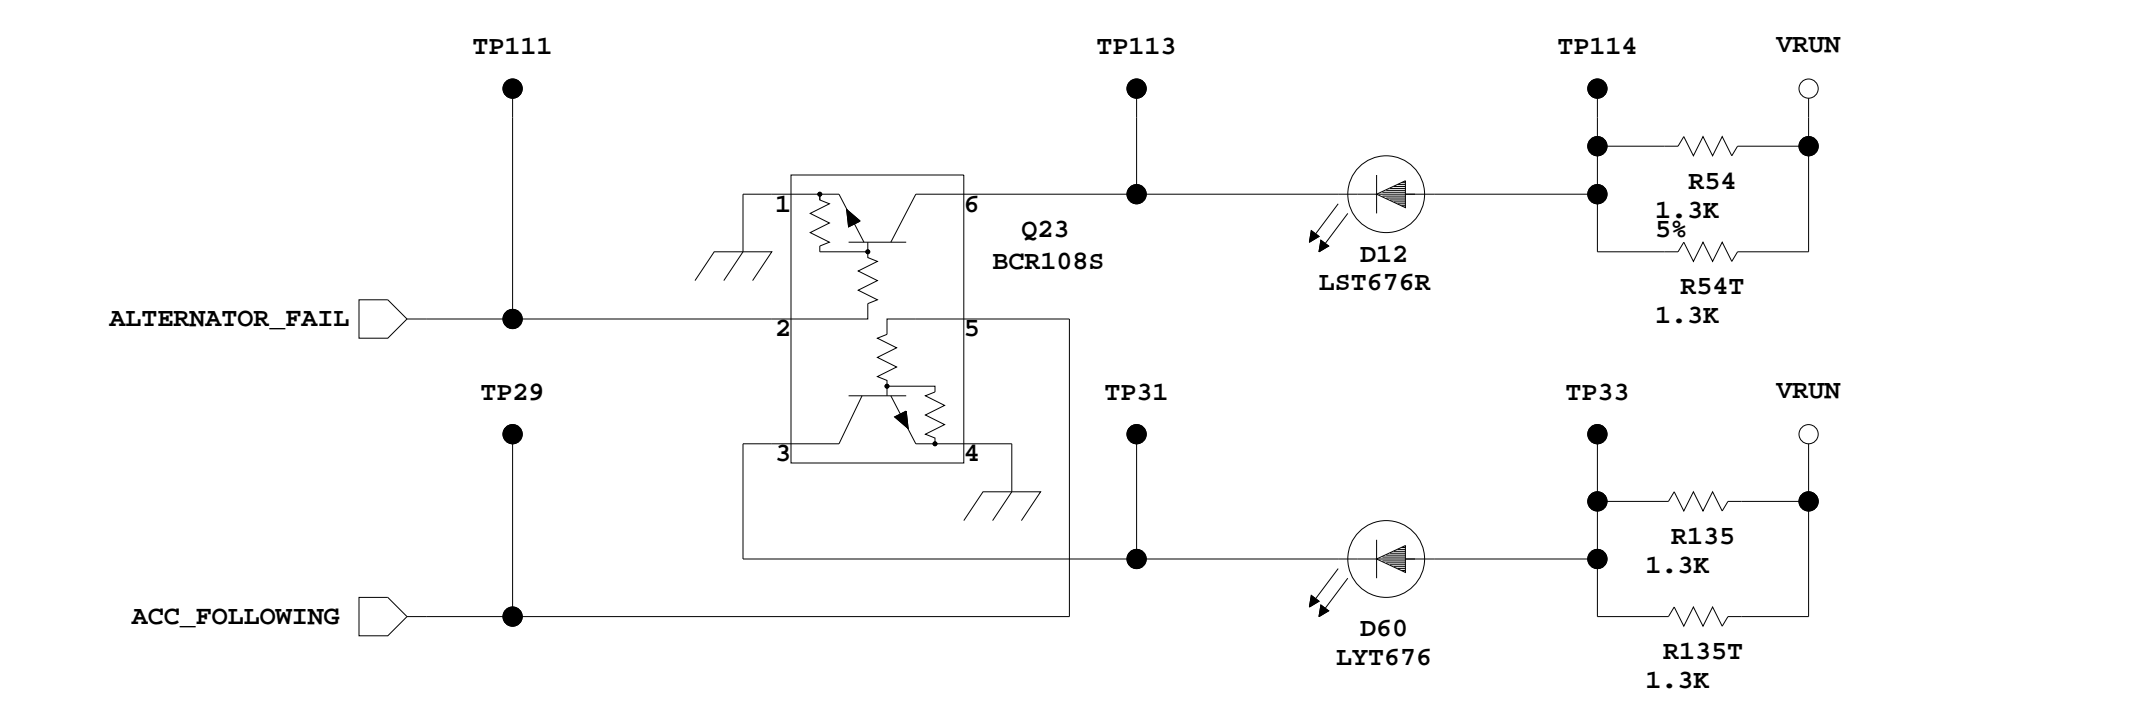 TP111
TP113
TP114
VRUN
1
6
R54
1.3K
5%
Q23
BCR108S
D12
LST676R
R54T
1.3K
ALTERNATOR_FAIL
2
5
TP29
TP31
TP33
VRUN
3
4
R135
1.3K
ACC_FOLLOWING
D60
LYT676
R135T
1.3K